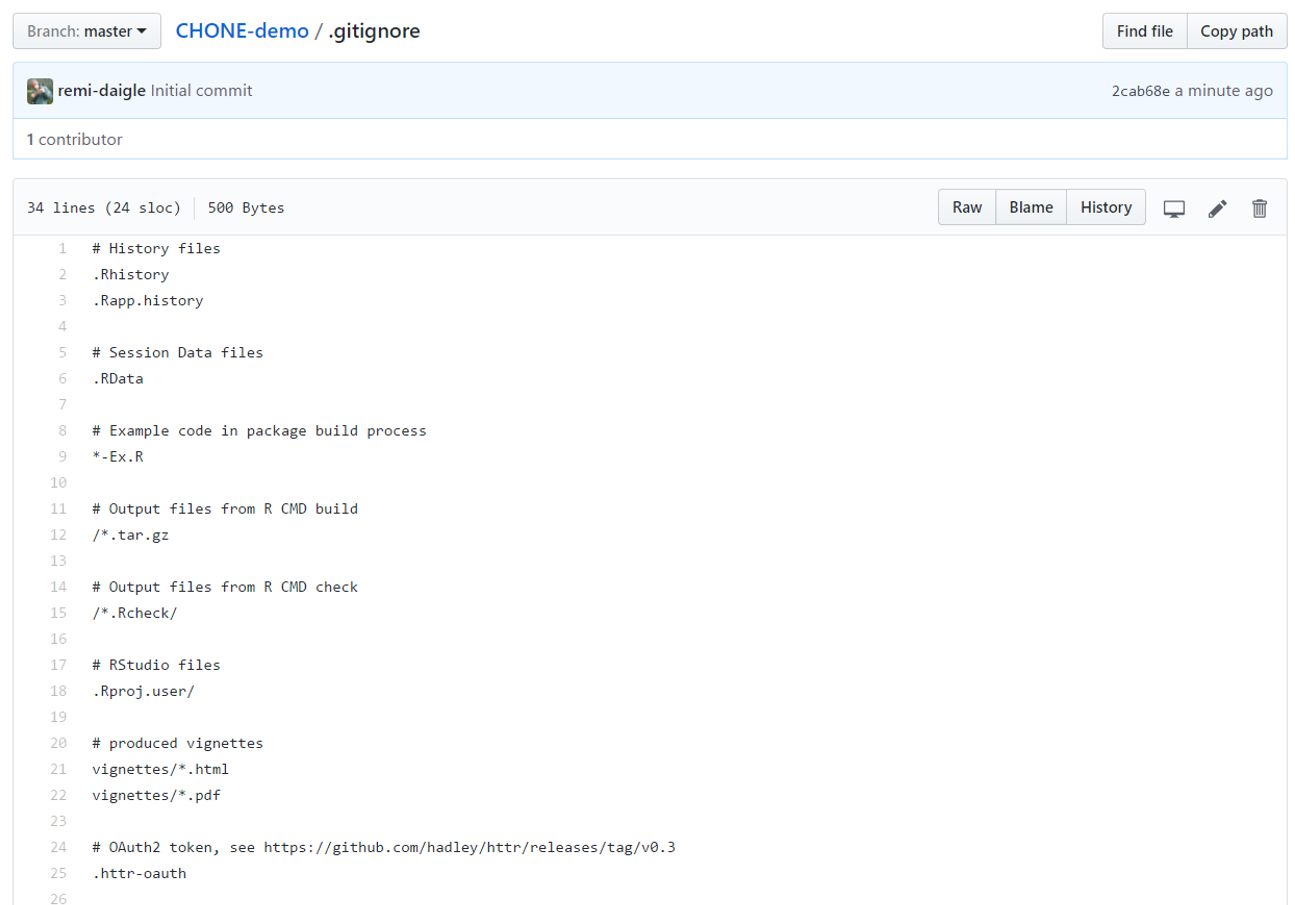 Branch: master CHONE-demo / .gitignore Find file Copy path
remi-daigle Initial commit 2cab68e a minute ago
1 contributor
34 lines (24 sloc) 500 Bytes Raw Blame History
1 # History files
2 .Rhistory
3 .Rapp.history
4
5 # Session Data files
6 .RData
7
8 # Example code in package build process
9 *-Ex.R
10
11 # Output files from R CMD build
12 /*.tar.gz
13
14 # Output files from R CMD check
15 /*.Rcheck/
16
17 # RStudio files
18 .Rproj.user/
19
20 # produced vignettes
21 vignettes/*.html
22 vignettes/*.pdf
23
24 # OAuth2 token, see https://github.com/hadley/httr/releases/tag/v0.3
25 .httr-oauth
26